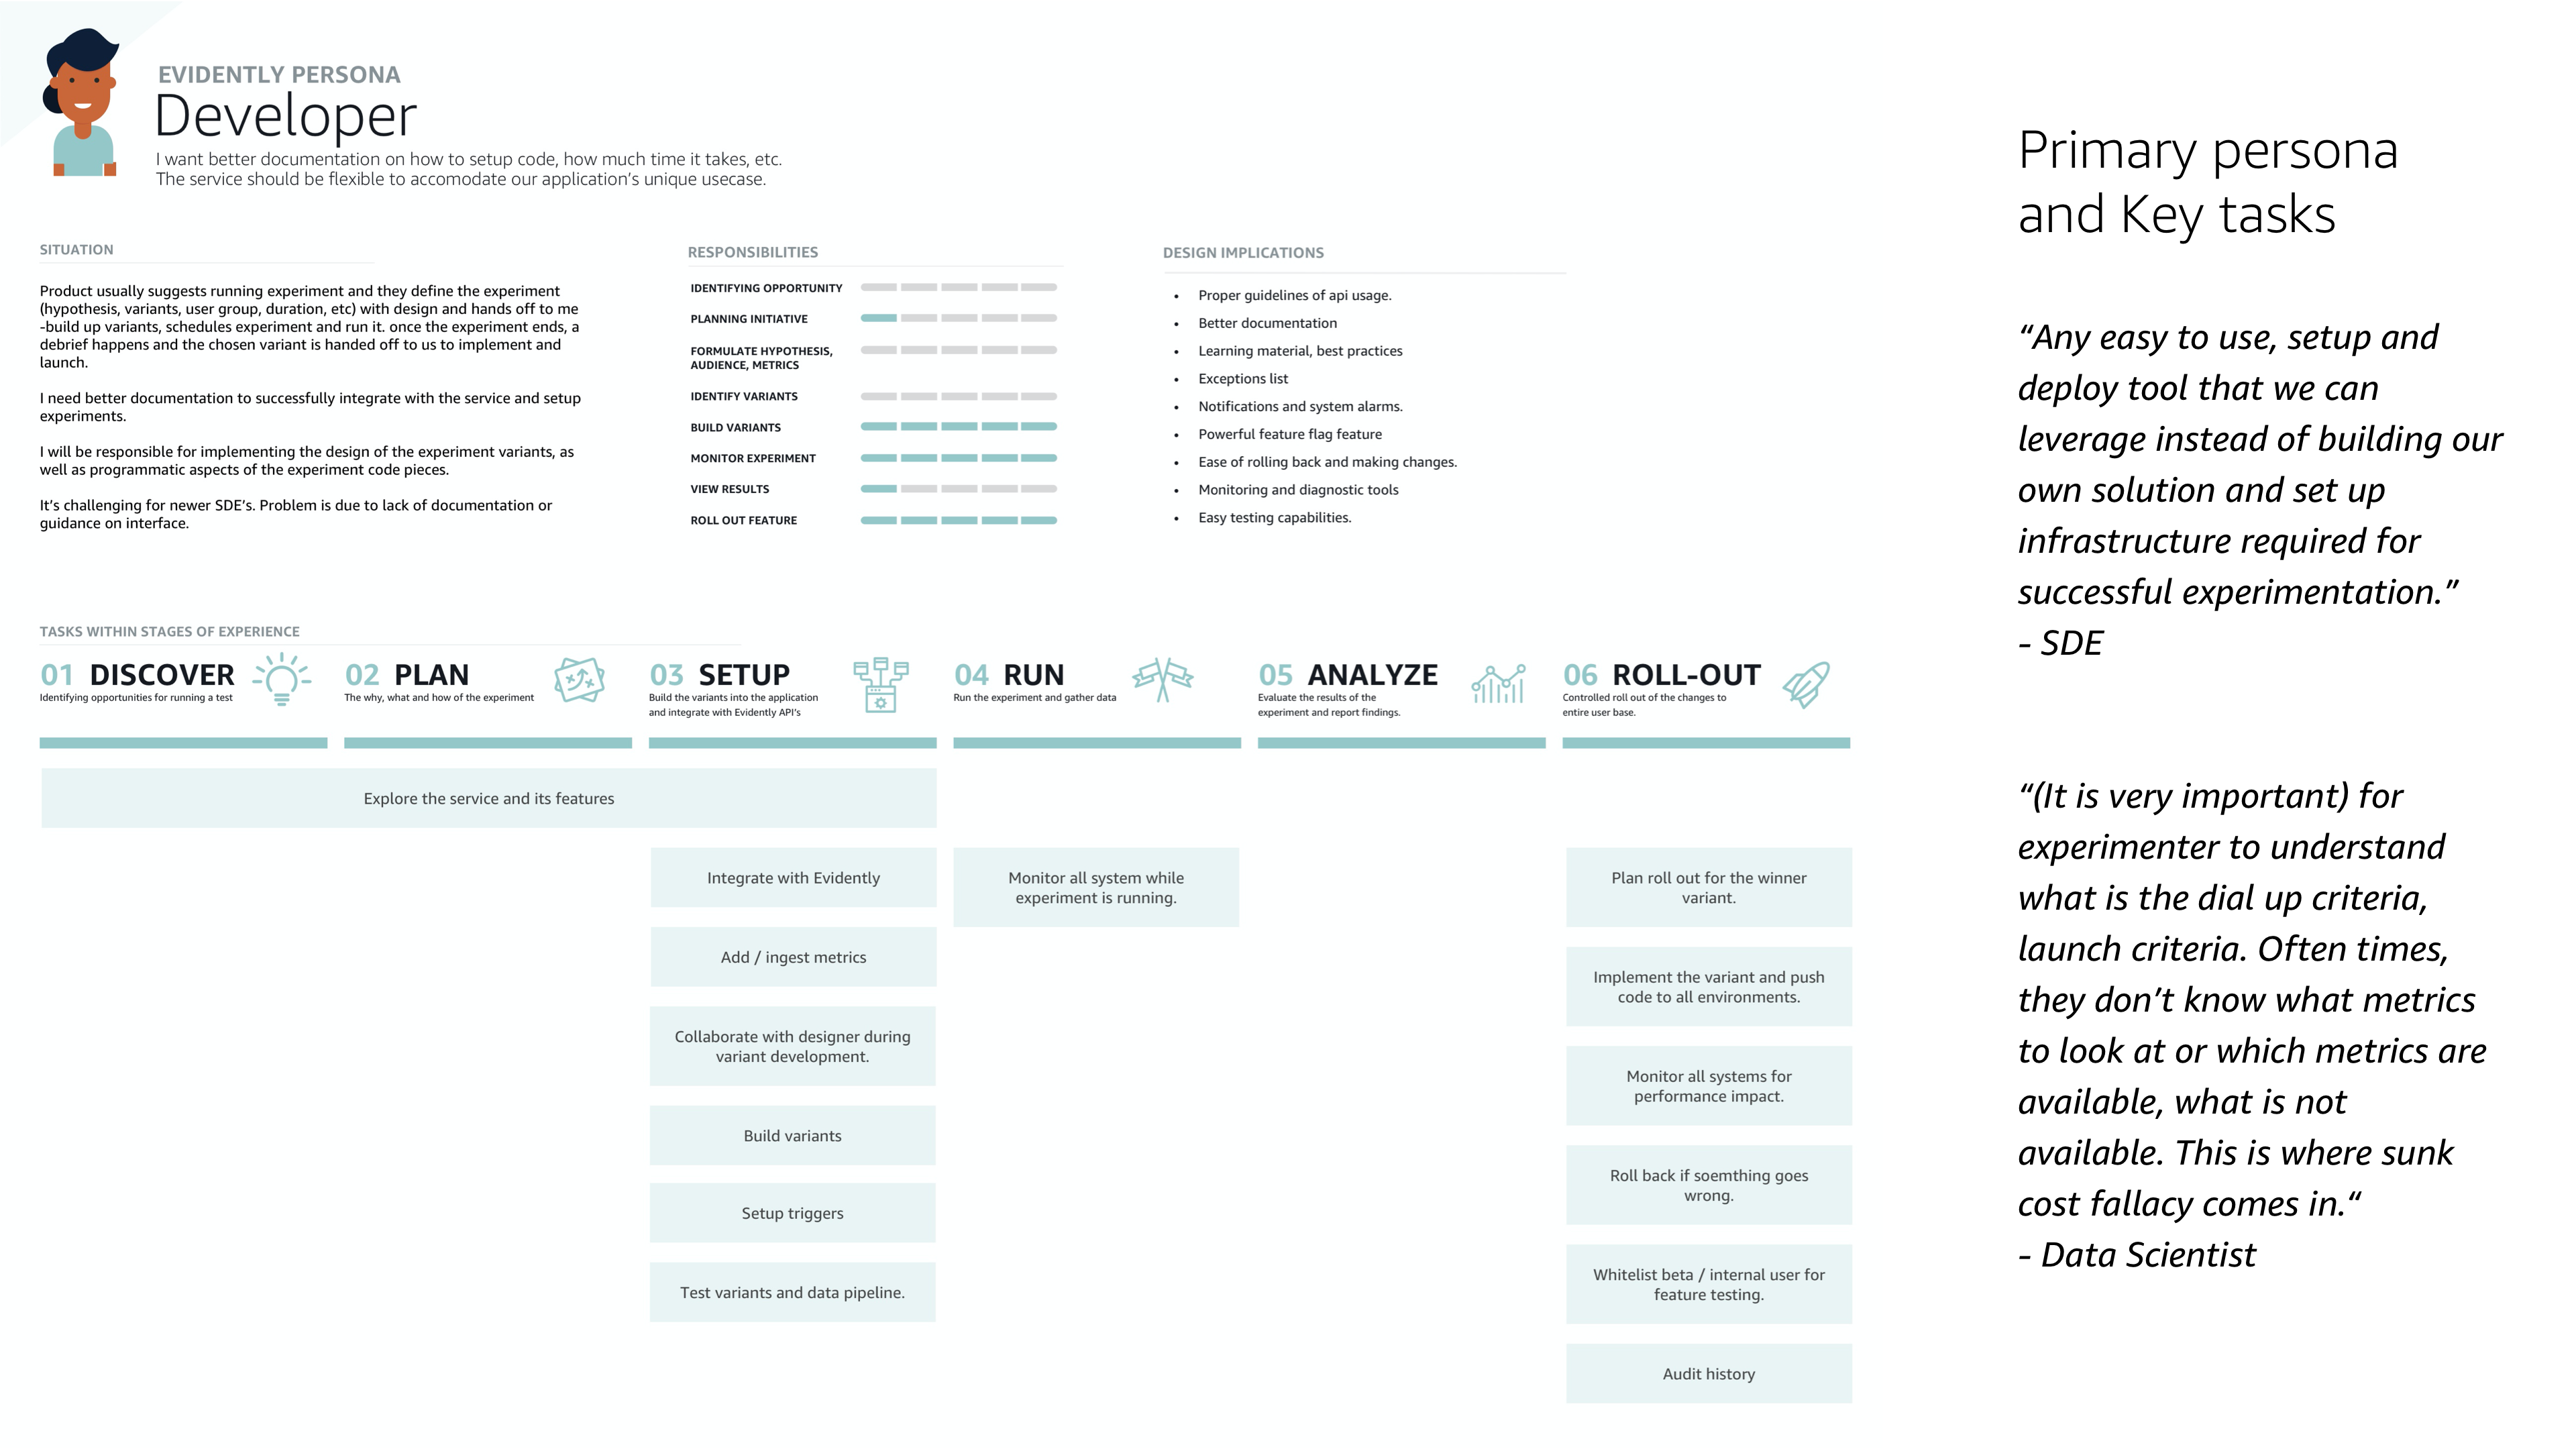 EVIDENTLY PERSONA
Developer
I want better documentation on how to setup code, how much time it takes, etc.
The service should be flexible to accomodate our application's unique usecase.
SITUATION
Product usually suggests running experiment and they define the experiment
(hypothesis, variants, user group, duration, etc) with design and hands off to me
-build up variants, schedules experiment and run it. once the experiment ends, a
debrief happens and the chosen variant is handed off to us to implement and
launch.
I need better documentation to successfully integrate with the service and setup
experiments.
I will be responsible for implementing the design of the experiment variants, as
well as programmatic aspects of the experiment code pieces.
It's challenging for newer SDE's. Problem is due to lack of documentation or
guidance on interface.
RESPONSIBILITIES
IDENTIFYING OPPORTUNITY
PLANNING INITIATIVE
FORMULATE HYPOTHESIS,
AUDIENCE, METRICS
IDENTIFY VARIANTS
BUILD VARIANTS
MONITOR EXPERIMENT
VIEW RESULTS
ROLL OUT FEATURE
DESIGN IMPLICATIONS
• Proper guidelines of api usage.
• Better documentation
• Learning material, best practices
• Exceptions list
• Notifications and system alarms.
• Powerful feature flag feature
• Ease of rolling back and making changes.
• Monitoring and diagnostic tools
• Easy testing capabilities.
TASKS WITHIN STAGES OF EXPERIENCE
01 DISCOVER
Identifying opportunities for running a test
02 PLAN
The why, what and how of the experiment
03 SETUP
Build the variants into the application
and integrate with Evidently API's
04 RUN
Run the experiment and gather data
05 ANALYZE
Evaluate the results of the
experiment and report findings.
06 ROLL-OUT
Controlled roll out of the changes to
entire user base.
Explore the service and its features
Integrate with Evidently
Add / ingest metrics
Collaborate with designer during
variant development.
Build variants
Setup triggers
Test variants and data pipeline.
Monitor all system while
experiment is running.
Plan roll out for the winner
variant.
Implement the variant and push
code to all environments.
Monitor all systems for
performance impact.
Roll back if soemthing goes
wrong.
Whitelist beta / internal user for
feature testing.
Audit history
Primary persona
and Key tasks
“Any easy to use, setup and
deploy tool that we can
leverage instead of building our
own solution and set up
infrastructure required for
successful experimentation.”
- SDE
“(It is very important) for
experimenter to understand
what is the dial up criteria,
launch criteria. Often times,
they don’t know what metrics
to look at or which metrics are
available, what is not
available. This is where sunk
cost fallacy comes in.“
- Data Scientist